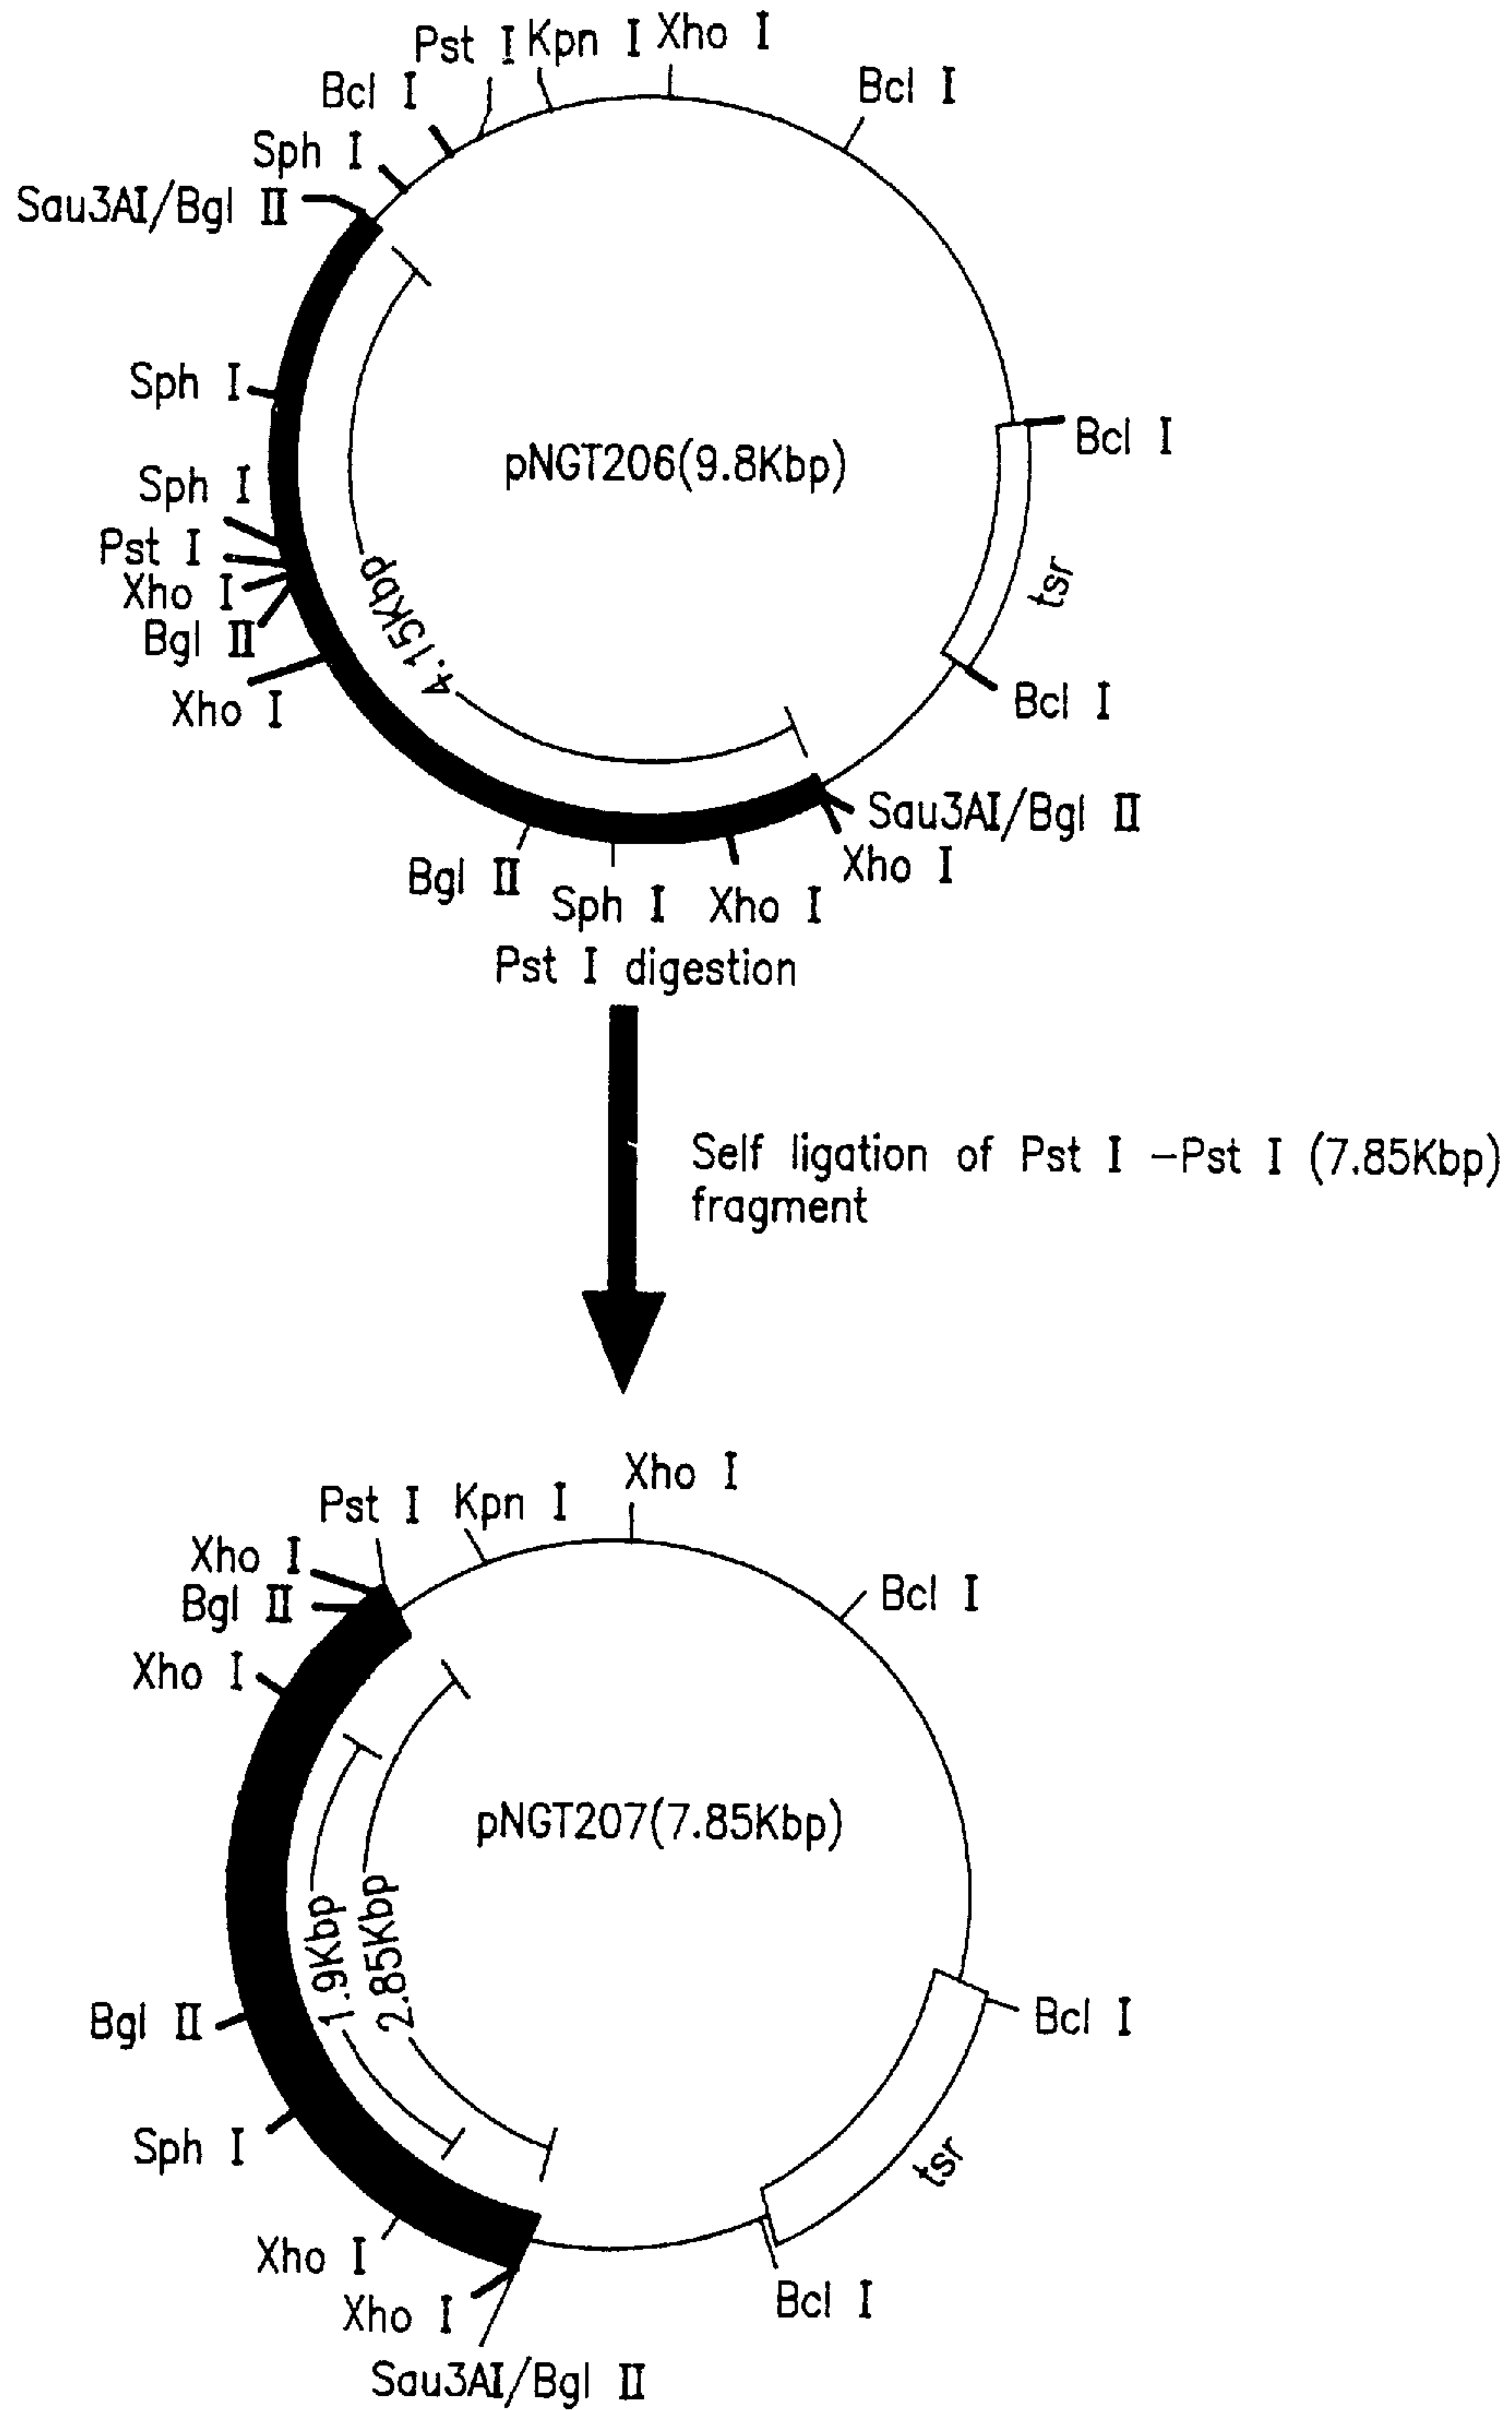 Pst I Kpn I Xho I
Bcl I Bcl I
Sph I
Sau3AI/Bgl II
Sph I
Bcl I
pNGT206(9.8Kbp)
Sph I
Pst I
Xho I
Bgl II
tsr
4.15Kbp
Xho I
Bcl I
Sau3AI/Bgl II
Xho I
Bgl II
Sph I Xho I
Pst I digestion
Self ligation of Pst I -Pst I (7.85Kbp)
fragment
Xho I
Pst I Kpn I
Xho I
Bgl II
Bcl I
Xho I
pNGT207(7.85Kbp)
1.9Kbp
2.85Kbp
Bgl II
Bcl I
Sph I
tsr
Xho I
Bcl I
Xho I
Sau3AI/Bgl II